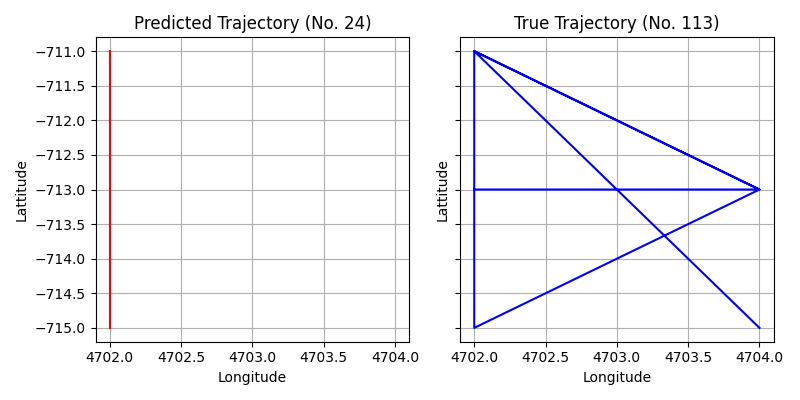 Predicted Trajectory (No. 24)
True Trajectory (No. 113)
−711.0
−711.5
−712.0
−712.5
−713.0
−713.5
−714.0
−714.5
−715.0
Lattitude
Lattitude
4702.0 4702.5 4703.0 4703.5 4704.0
4702.0 4702.5 4703.0 4703.5 4704.0
Longitude
Longitude